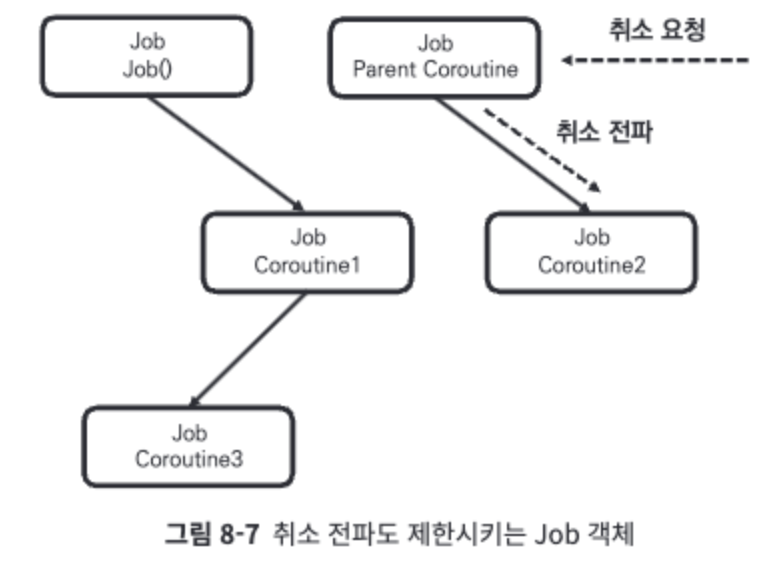 Job
Job()
Job
Parent Coroutine
취소 요청
취소 전파
Job
Coroutine1
Job
Coroutine2
Job
Coroutine3
그림 8-7 취소 전파도 제한시키는 Job 객체